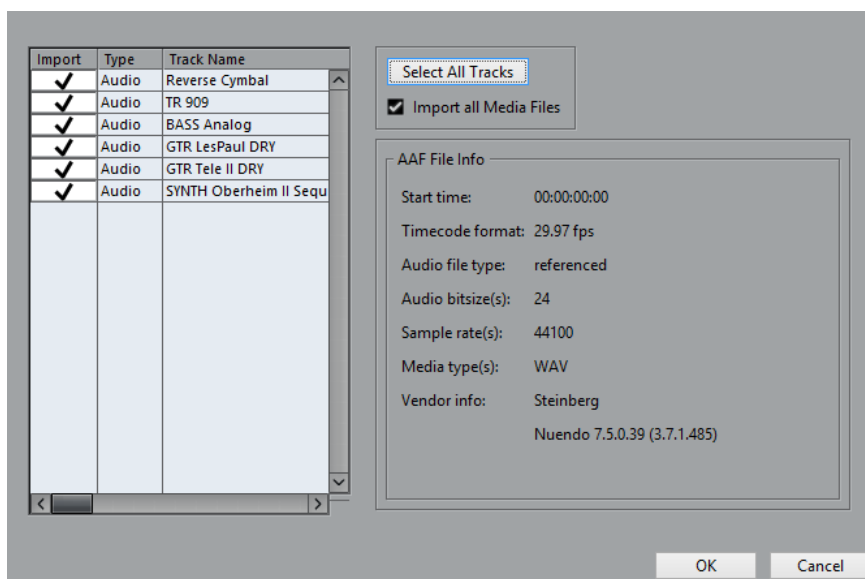 Import Type Track Name
Audio Reverse Cymbal
Audio TR 909
Audio BASS Analog
Audio GTR LesPaul DRY
Audio GTR Tele II DRY
Audio SYNTH Oberheim II Sequ
Select All Tracks
Import all Media Files
AAF File Info
Start time: 00:00:00:00
Timecode format: 29.97 fps
Audio file type: referenced
Audio bitsize(s): 24
Sample rate(s): 44100
Media type(s): WAV
Vendor info: Steinberg
Nuendo 7.5.0.39 (3.7.1.485)
OK Cancel